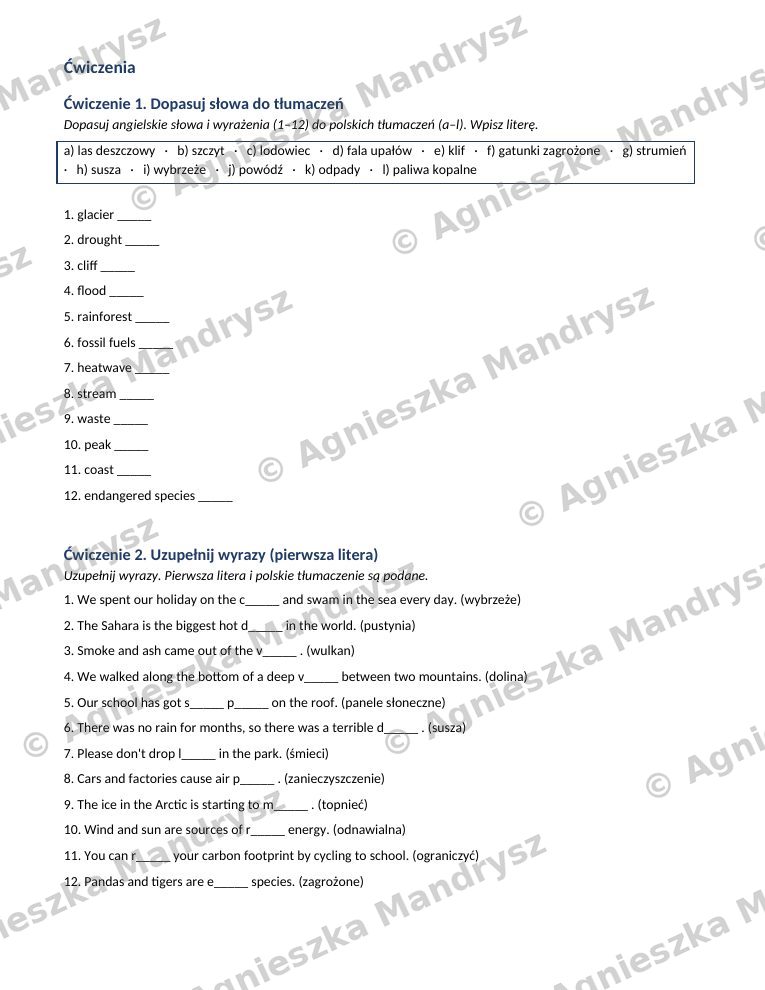 Ćwiczenia
Ćwiczenie 1. Dopasuj słowa do tłumaczeń
Dopasuj angielskie słowa i wyrażenia (1–12) do polskich tłumaczeń (a–l). Wpisz literę.
a) las deszczowy · b) szczyt · c) lodowiec · d) fala upałów · e) klif · f) gatunki zagrożone · g) strumień
· h) susza · i) wybrzeże · j) powódź · k) odpady · l) paliwa kopalne
1. glacier _____
2. drought _____
3. cliff _____
4. flood _____
5. rainforest _____
6. fossil fuels _____
7. heatwave _____
8. stream _____
9. waste _____
10. peak _____
11. coast _____
12. endangered species _____
Ćwiczenie 2. Uzupełnij wyrazy (pierwsza litera)
Uzupełnij wyrazy. Pierwsza litera i polskie tłumaczenie są podane.
1. We spent our holiday on the c_____ and swam in the sea every day. (wybrzeże)
2. The Sahara is the biggest hot d_____ in the world. (pustynia)
3. Smoke and ash came out of the v_____ . (wulkan)
4. We walked along the bottom of a deep v_____ between two mountains. (dolina)
5. Our school has got s_____ p_____ on the roof. (panele słoneczne)
6. There was no rain for months, so there was a terrible d_____ . (susza)
7. Please don't drop l_____ in the park. (śmieci)
8. Cars and factories cause air p_____ . (zanieczyszczenie)
9. The ice in the Arctic is starting to m_____ . (topnieć)
10. Wind and sun are sources of r_____ energy. (odnawialna)
11. You can r_____ your carbon footprint by cycling to school. (ograniczyć)
12. Pandas and tigers are e_____ species. (zagrożone)
© Agnieszka Mandrysz